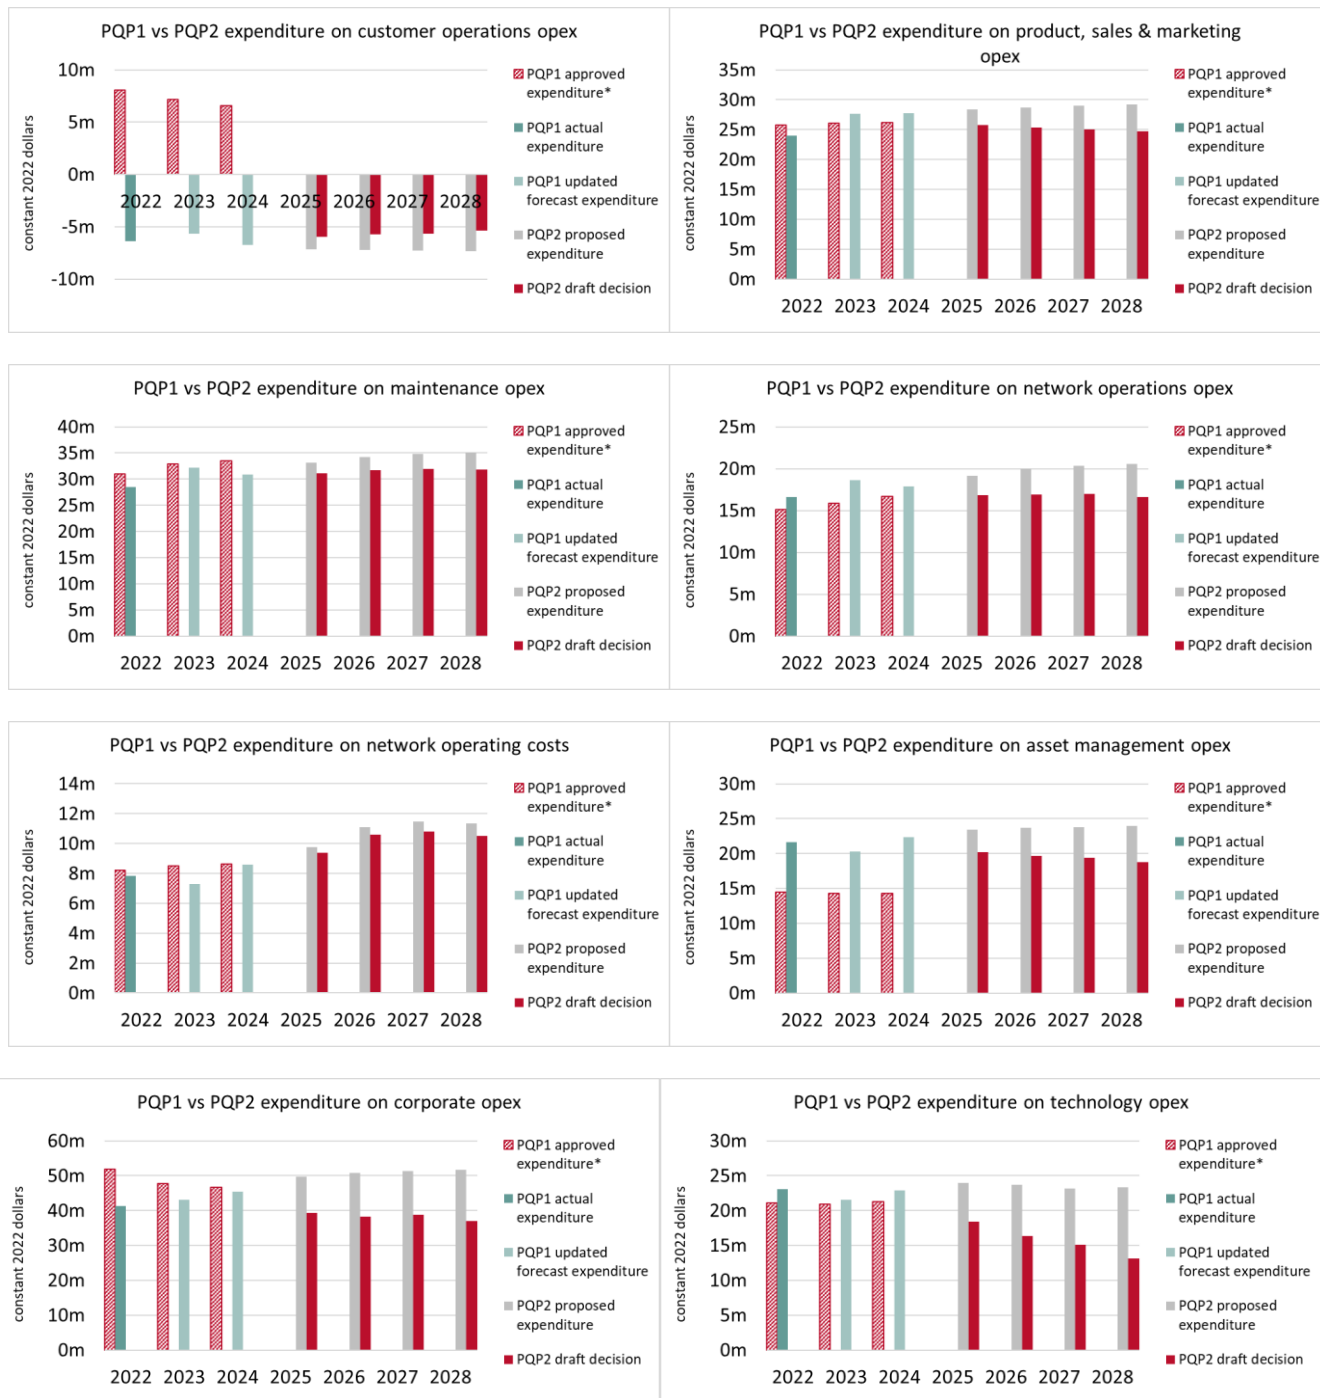 PQP1 vs PQP2 expenditure on customer operations opex
constant 2022 dollars
10m
5m
0m
-5m
-10m
2022 2023 2024 2025 2026 2027 2028
PQP1 approved
expenditure*
PQP1 actual
expenditure
PQP1 updated
forecast expenditure
PQP2 proposed
expenditure
PQP2 draft decision
PQP1 vs PQP2 expenditure on product, sales & marketing
opex
constant 2022 dollars
35m
30m
25m
20m
15m
10m
5m
0m
2022 2023 2024 2025 2026 2027 2028
PQP1 approved
expenditure*
PQP1 actual
expenditure
PQP1 updated
forecast expenditure
PQP2 proposed
expenditure
PQP2 draft decision
PQP1 vs PQP2 expenditure on maintenance opex
constant 2022 dollars
40m
35m
30m
25m
20m
15m
10m
5m
0m
2022 2023 2024 2025 2026 2027 2028
PQP1 approved
expenditure*
PQP1 actual
expenditure
PQP1 updated
forecast expenditure
PQP2 proposed
expenditure
PQP2 draft decision
PQP1 vs PQP2 expenditure on network operations opex
constant 2022 dollars
25m
20m
15m
10m
5m
0m
2022 2023 2024 2025 2026 2027 2028
PQP1 approved
expenditure*
PQP1 actual
expenditure
PQP1 updated
forecast expenditure
PQP2 proposed
expenditure
PQP2 draft decision
PQP1 vs PQP2 expenditure on network operating costs
constant 2022 dollars
14m
12m
10m
8m
6m
4m
2m
0m
2022 2023 2024 2025 2026 2027 2028
PQP1 approved
expenditure*
PQP1 actual
expenditure
PQP1 updated
forecast expenditure
PQP2 proposed
expenditure
PQP2 draft decision
PQP1 vs PQP2 expenditure on asset management opex
constant 2022 dollars
30m
25m
20m
15m
10m
5m
0m
2022 2023 2024 2025 2026 2027 2028
PQP1 approved
expenditure*
PQP1 actual
expenditure
PQP1 updated
forecast expenditure
PQP2 proposed
expenditure
PQP2 draft decision
PQP1 vs PQP2 expenditure on corporate opex
constant 2022 dollars
60m
50m
40m
30m
20m
10m
0m
2022 2023 2024 2025 2026 2027 2028
PQP1 approved
expenditure*
PQP1 actual
expenditure
PQP1 updated
forecast expenditure
PQP2 proposed
expenditure
PQP2 draft decision
PQP1 vs PQP2 expenditure on technology opex
constant 2022 dollars
30m
25m
20m
15m
10m
5m
0m
2022 2023 2024 2025 2026 2027 2028
PQP1 approved
expenditure*
PQP1 actual
expenditure
PQP1 updated
forecast expenditure
PQP2 proposed
expenditure
PQP2 draft decision